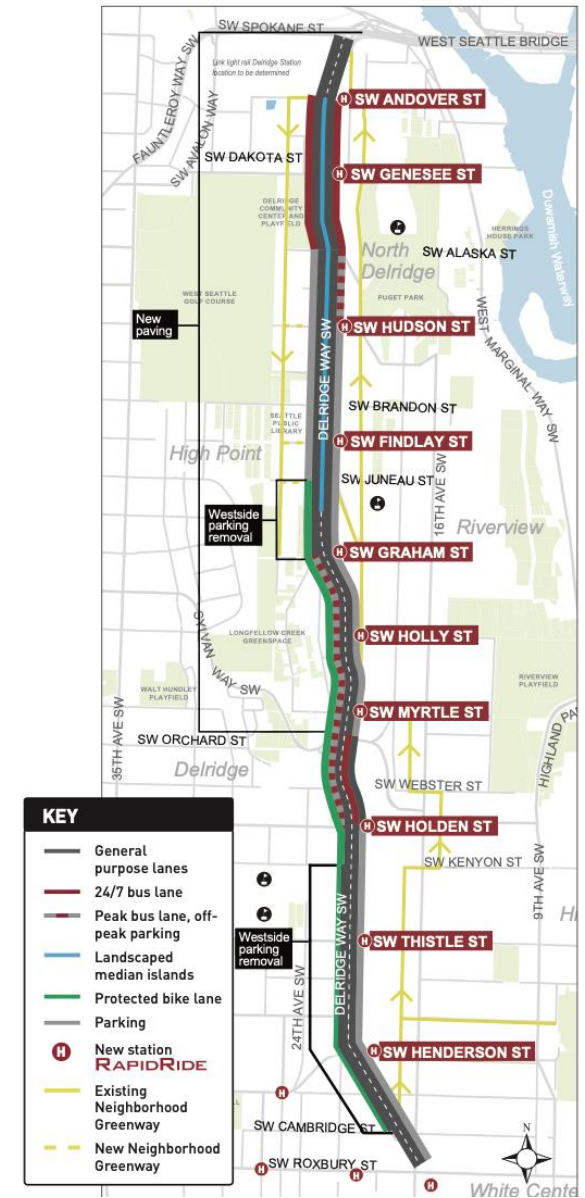 SW SPOKANE ST
WEST SEATTLE BRIDGE
Link light rail Delridge Station
location to be determined
FAUNTLEROY WAY SW
SW AVALON WAY
SW ANDOVER ST
SW DAKOTA ST
SW GENESEE ST
DELRIDGE
COMMUNITY
CENTER AND
PLAYFIELD
HERRINGS
HOUSE PARK
Duwamish Waterway
North
Delridge
SW ALASKA ST
WEST SEATTLE
GOLF COURSE
PUGET PARK
New
paving
SW HUDSON ST
DELRIDGE WAY SW
WEST MARGINAL WAY SW
SW BRANDON ST
SEATTLE
PUBLIC
LIBRARY
SW FINDLAY ST
High Point
SW JUNEAU ST
16TH AVE SW
Westside
parking
removal
Riverview
SW GRAHAM ST
LONGFELLOW CREEK
GREENSPACE
SW HOLLY ST
SYLVAN WAY SW
WALT HUNDLEY
PLAYFIELD
RIVERVIEW
PLAYFIELD
35TH AVE SW
SW MYRTLE ST
HIGHLAND PA
SW ORCHARD ST
Delridge
SW WEBSTER ST
SW HOLDEN ST
SW KENYON ST
9TH AVE SW
DELRIDGE WAY SW
Hi
Westside
parking
removal
SW THISTLE ST
24TH AVE SW
SW HENDERSON ST
SW CAMBRIDGE ST
SW ROXBURY ST
White Cente
N
KEY
General
purpose lanes
24/7 bus lane
Peak bus lane, off-
peak parking
Landscaped
median islands
Protected bike lane
Parking
H New station
RAPIDRIDE
Existing
Neighborhood
Greenway
New Neighborhood
Greenway